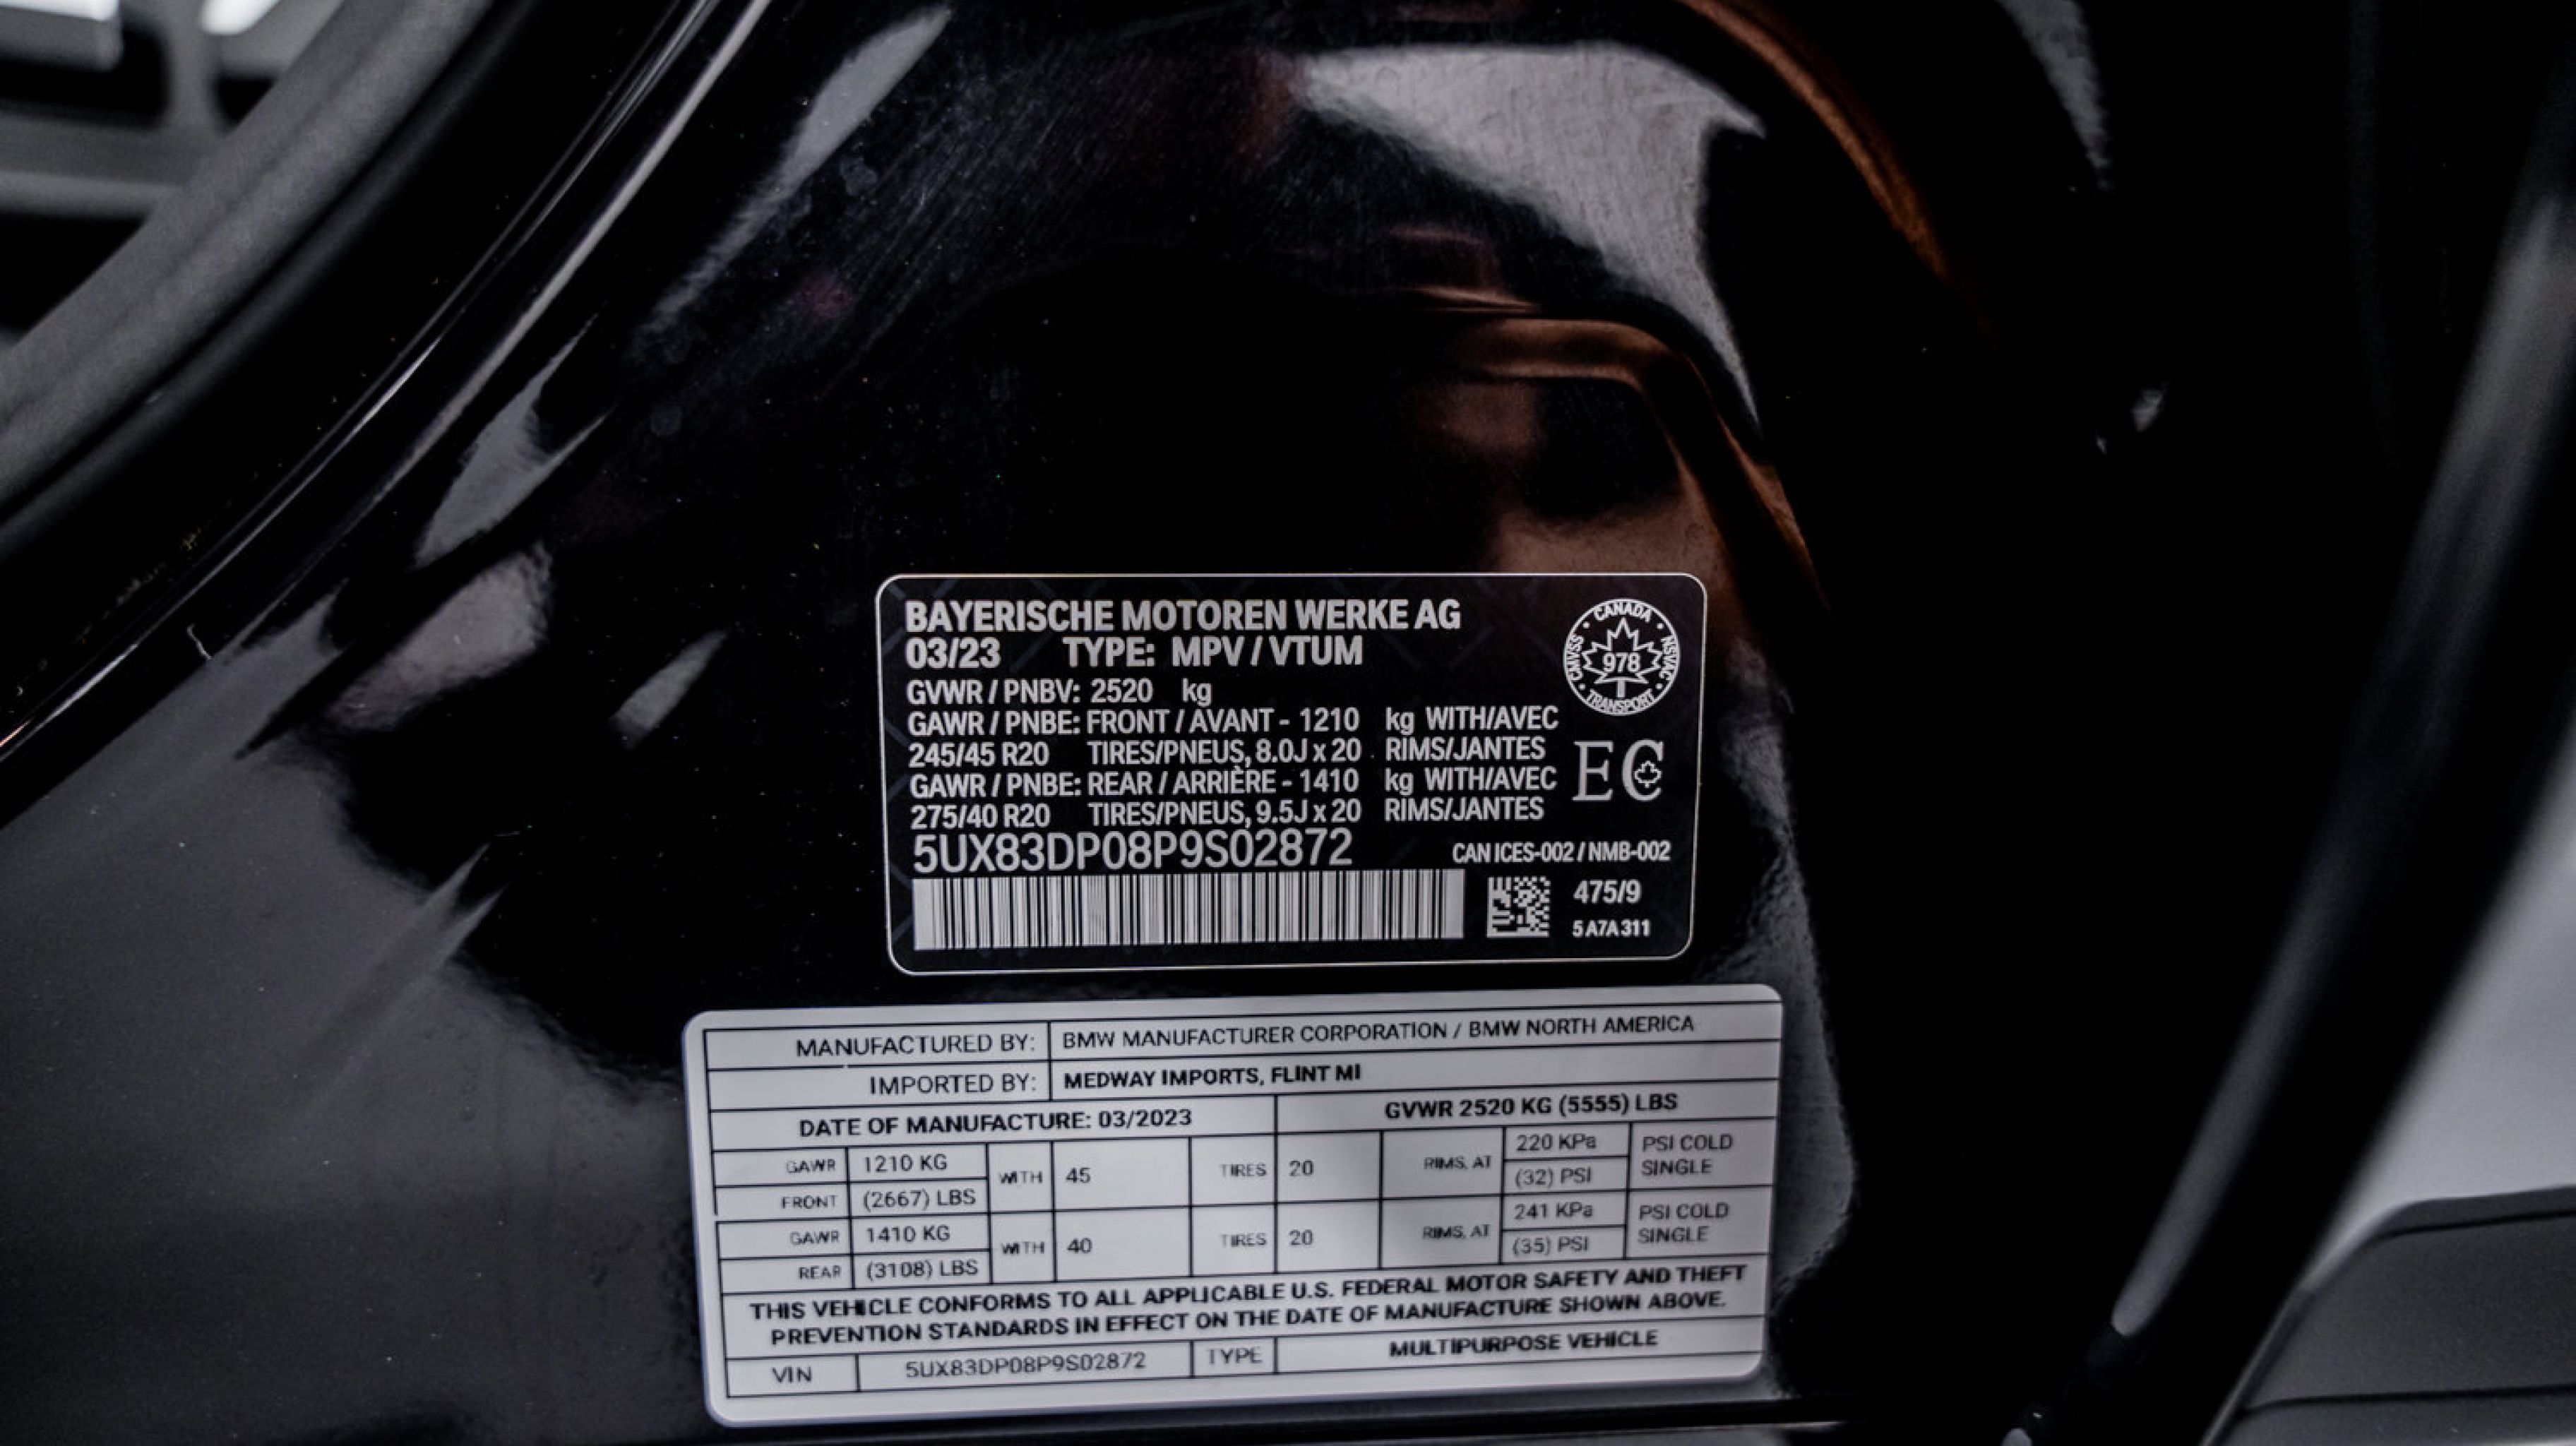 BAYERISCHE MOTOREN WERKE AG
03/23 TYPE: MPV / VTUM
GVWR / PNBV: 2520 kg
GAWR / PNBE: FRONT / AVANT - 1210 kg WITH/AVEC
245/45 R20 TIRES/PNEUS, 8.0J x 20 RIMS/JANTES
GAWR / PNBE: REAR / ARRIÈRE - 1410 kg WITH/AVEC
275/40 R20 TIRES/PNEUS, 9.5J x 20 RIMS/JANTES
5UX83DP08P9S02872
CANADA
CMVSS
978
NSVAC
TRANSPORT
EC
CAN ICES-002 / NMB-002
475/9
5 A7A 311
MANUFACTURED BY: BMW MANUFACTURER CORPORATION / BMW NORTH AMERICA
IMPORTED BY: MEDWAY IMPORTS, FLINT MI
DATE OF MANUFACTURE: 03/2023 GVWR 2520 KG (5555) LBS
GAWR 1210 KG WITH 45 TIRES 20 RIMS, AT 220 KPa PSI COLD
FRONT (2667) LBS (32) PSI SINGLE
GAWR 1410 KG WITH 40 TIRES 20 RIMS, AT 241 KPa PSI COLD
REAR (3108) LBS (35) PSI SINGLE
THIS VEHICLE CONFORMS TO ALL APPLICABLE U.S. FEDERAL MOTOR SAFETY AND THEFT
PREVENTION STANDARDS IN EFFECT ON THE DATE OF MANUFACTURE SHOWN ABOVE.
VIN 5UX83DP08P9S02872 TYPE MULTIPURPOSE VEHICLE